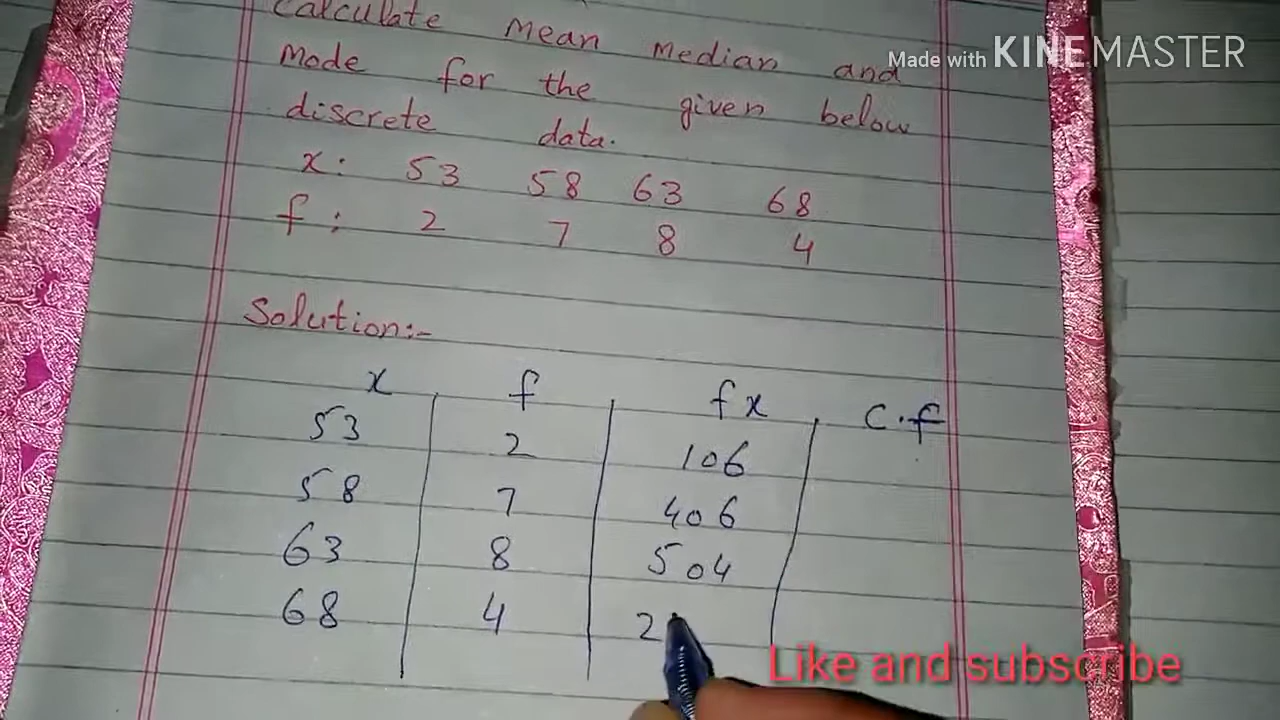 Calculate Mean Median and
Made with KINEMASTER
Mode for the given below
discrete data.
x: 53 58 63 68
f: 2 7 8 4
Solution:-
x f fx C.f
53 2 106
58 7 406
63 8 504
68 4 2
Like and subscribe